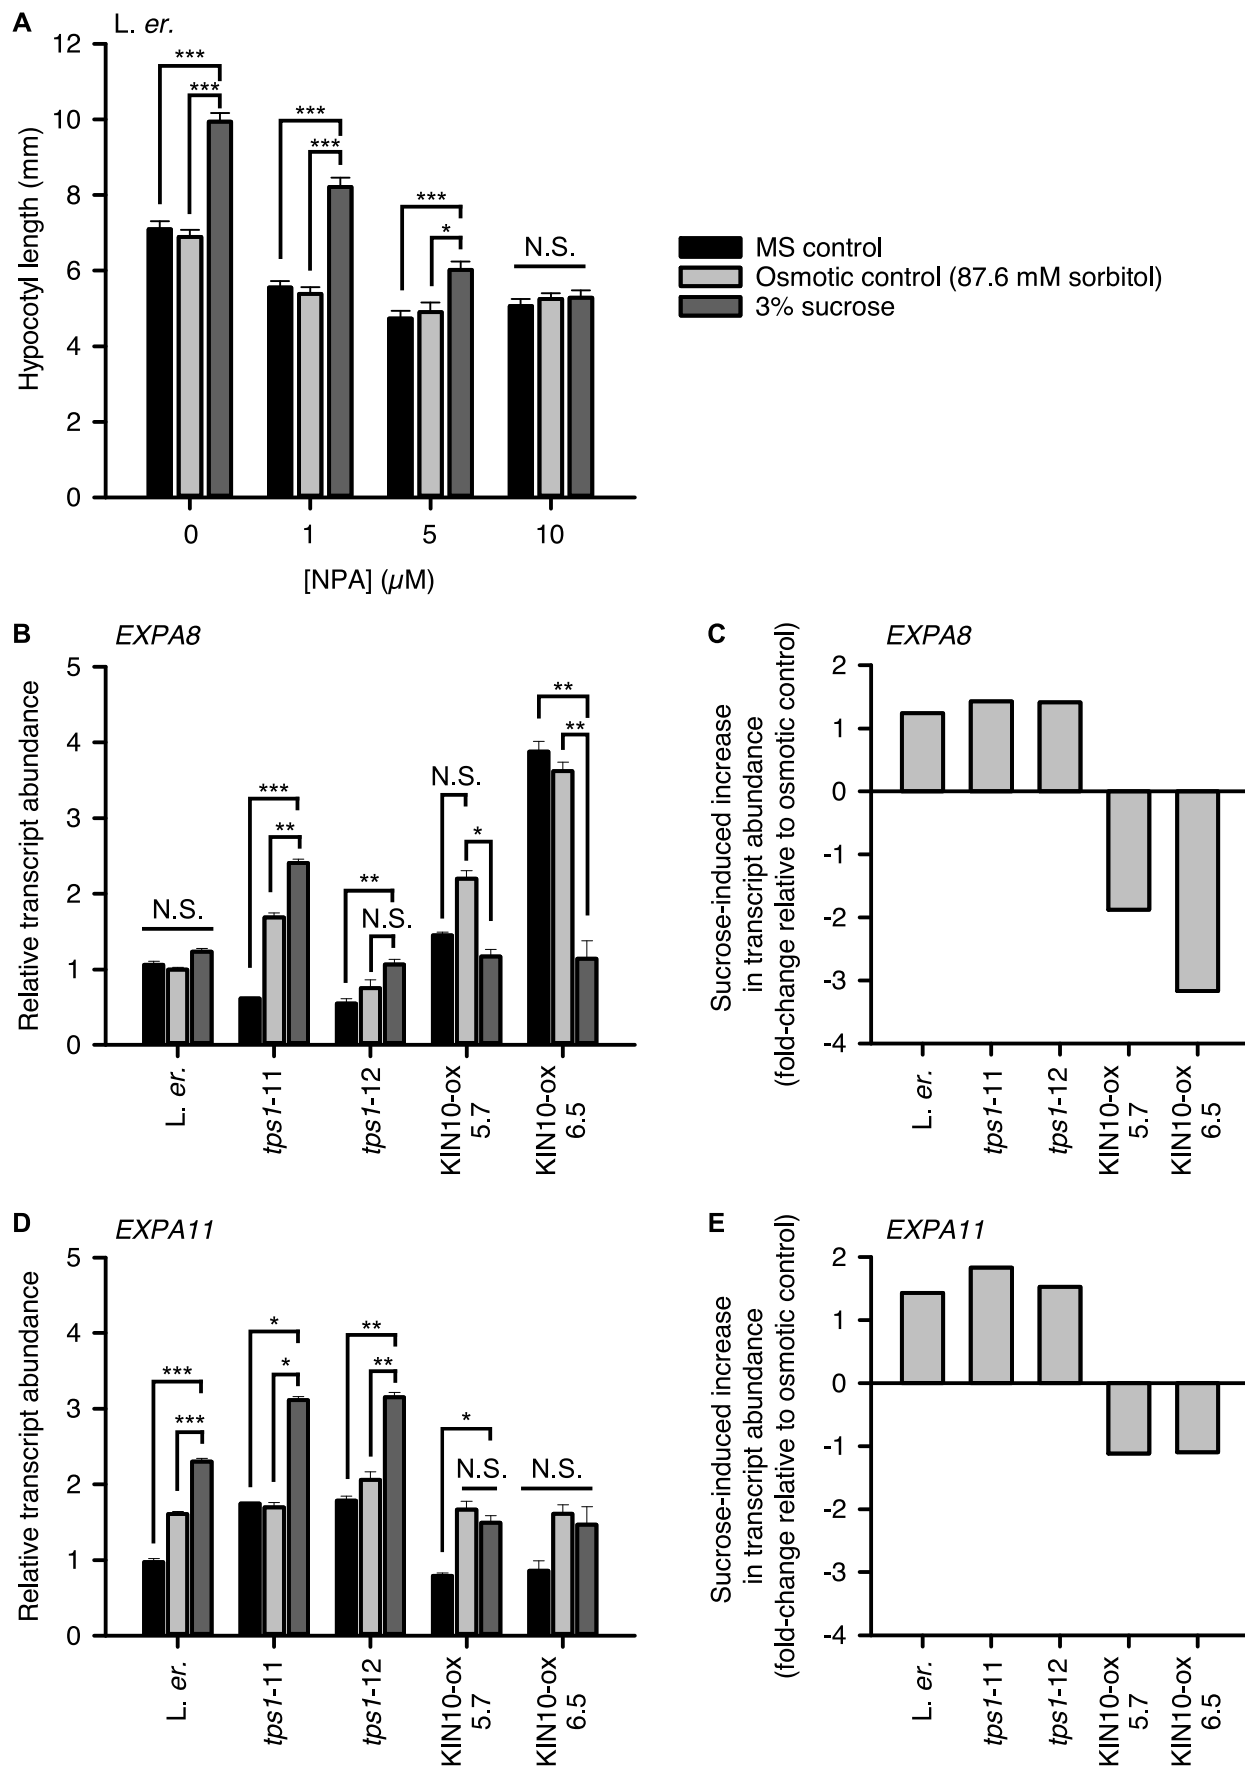 A
L. er.
12
10
8
6
4
2
0
Hypocotyl length (mm)
***
***
***
***
***
*
N.S.
0 1 5 10
[NPA] (µM)
MS control
Osmotic control (87.6 mM sorbitol)
3% sucrose
B
EXPA8
5
4
3
2
1
0
Relative transcript abundance
N.S.
***
**
**
N.S.
N.S.
*
**
**
L. er.
tps1-11
tps1-12
KIN10-ox
5.7
KIN10-ox
6.5
C
EXPA8
2
1
0
-1
-2
-3
-4
Sucrose-induced increase
in transcript abundance
(fold-change relative to osmotic control)
L. er.
tps1-11
tps1-12
KIN10-ox
5.7
KIN10-ox
6.5
D
EXPA11
5
4
3
2
1
0
Relative transcript abundance
***
***
*
*
**
**
*
N.S.
N.S.
L. er.
tps1-11
tps1-12
KIN10-ox
5.7
KIN10-ox
6.5
E
EXPA11
2
1
0
-1
-2
-3
-4
Sucrose-induced increase
in transcript abundance
(fold-change relative to osmotic control)
L. er.
tps1-11
tps1-12
KIN10-ox
5.7
KIN10-ox
6.5